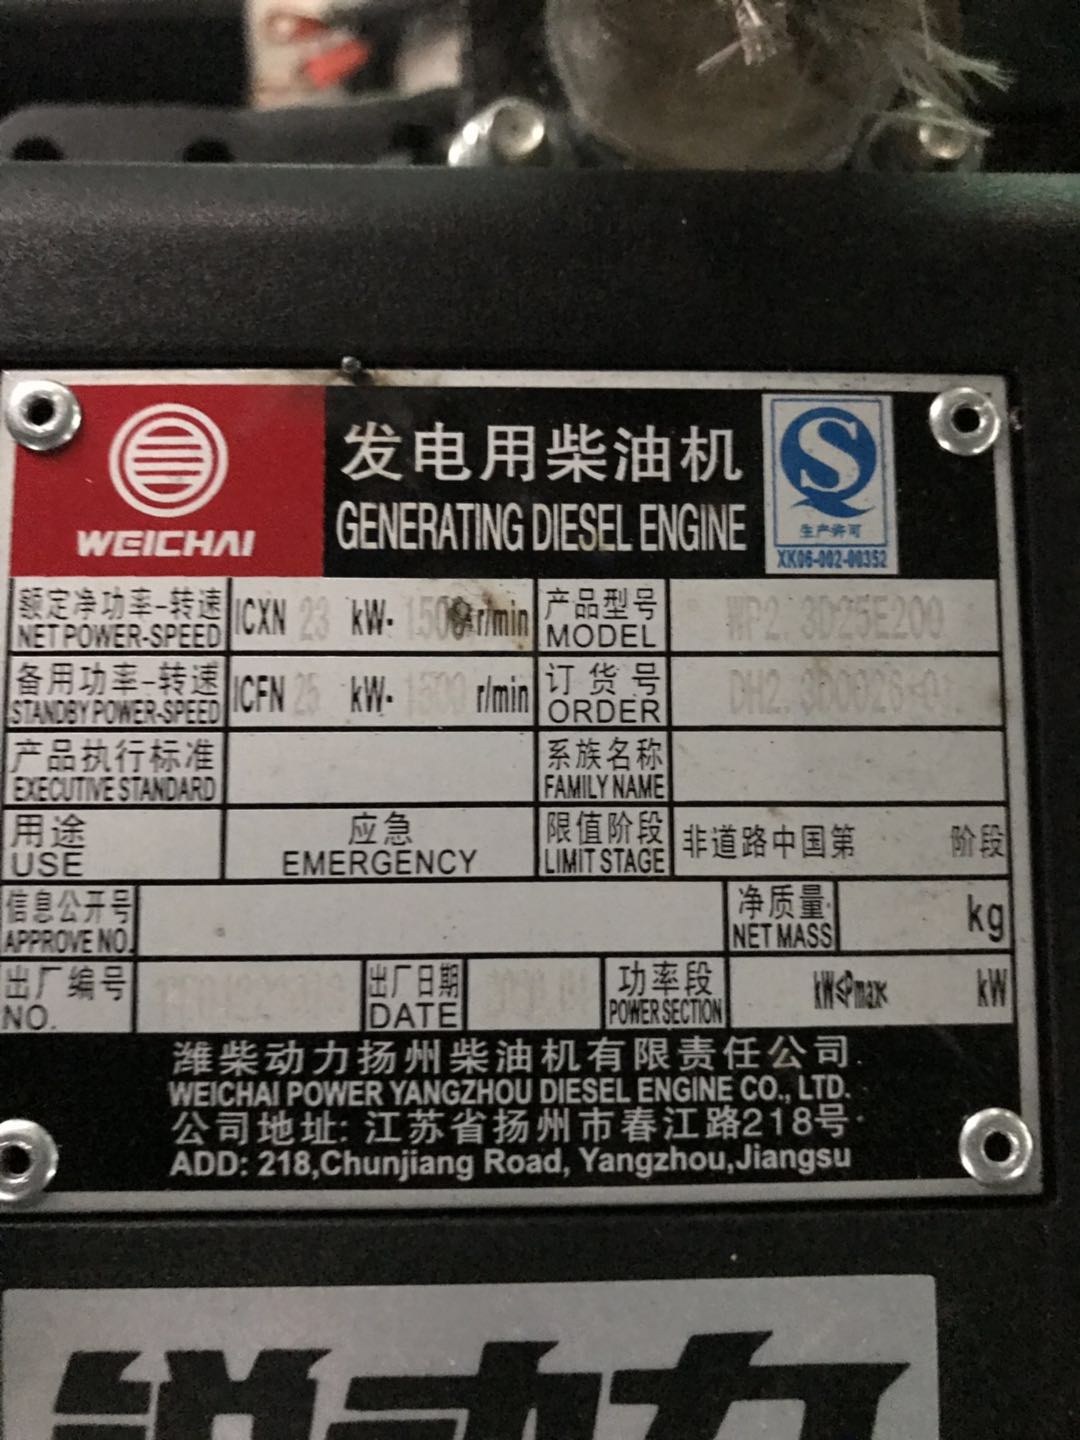 WEICHAI
发电用柴油机
GENERATING DIESEL ENGINE
S
生产许可
XK06-002-00352
额定净功率-转速
NET POWER-SPEED
ICXN 23 kW· 1500 r/min
产品型号
MODEL
WP2.3D25E200
备用功率-转速
STANDBY POWER-SPEED
ICFN 25 kW· 1500 r/min
订货号
ORDER
产品执行标准
EXECUTIVE STANDARD
系族名称
FAMILY NAME
用途
USE
应急
EMERGENCY
限值阶段
LIMIT STAGE
非道路中国第 阶段
信息公开号
APPROVE NO.
净质量
NET MASS
kg
出厂编号
NO.
出厂日期
DATE
功率段
POWER SECTION
kW≤Pmax< kW
潍柴动力扬州柴油机有限责任公司
WEICHAI POWER YANGZHOU DIESEL ENGINE CO., LTD.
公司地址: 江苏省扬州市春江路218号
ADD: 218,Chunjiang Road, Yangzhou,Jiangsu